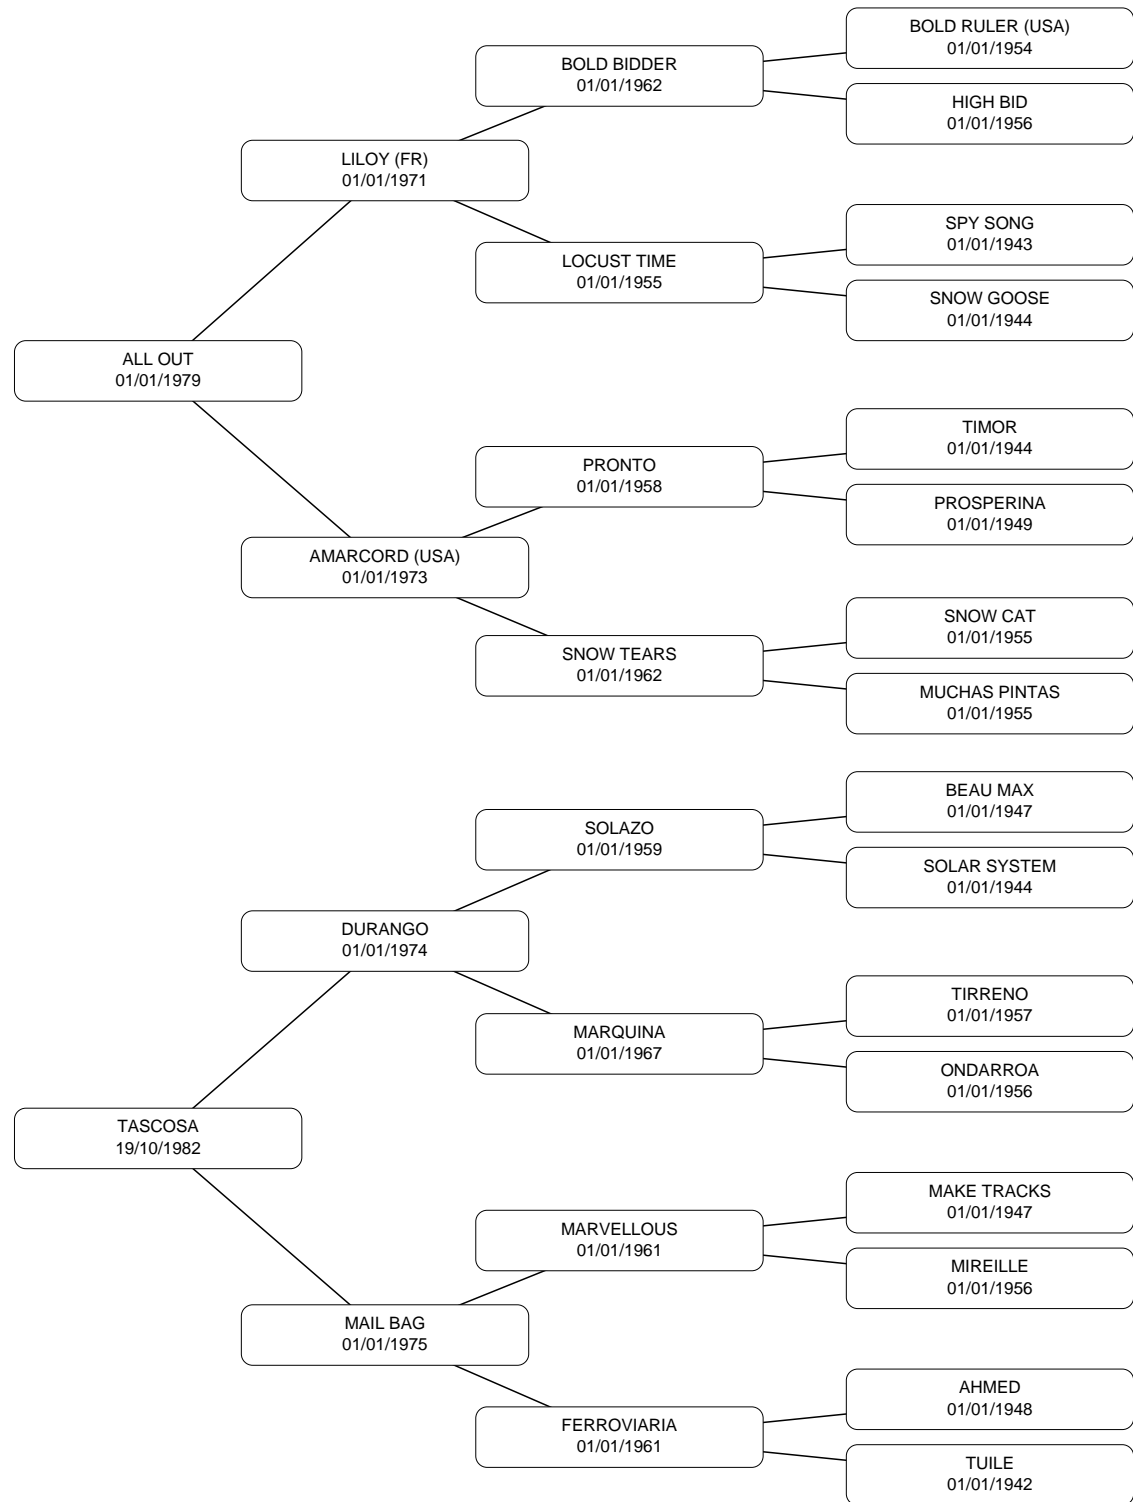 BOLD RULER (USA)
01/01/1954
BOLD BIDDER
01/01/1962
HIGH BID
01/01/1956
LILOY (FR)
01/01/1971
SPY SONG
01/01/1943
LOCUST TIME
01/01/1955
SNOW GOOSE
01/01/1944
ALL OUT
01/01/1979
TIMOR
01/01/1944
PRONTO
01/01/1958
PROSPERINA
01/01/1949
AMARCORD (USA)
01/01/1973
SNOW CAT
01/01/1955
SNOW TEARS
01/01/1962
MUCHAS PINTAS
01/01/1955
BEAU MAX
01/01/1947
SOLAZO
01/01/1959
SOLAR SYSTEM
01/01/1944
DURANGO
01/01/1974
TIRRENO
01/01/1957
MARQUINA
01/01/1967
ONDARROA
01/01/1956
TASCOSA
19/10/1982
MAKE TRACKS
01/01/1947
MARVELLOUS
01/01/1961
MIREILLE
01/01/1956
MAIL BAG
01/01/1975
AHMED
01/01/1948
FERROVIARIA
01/01/1961
TUILE
01/01/1942